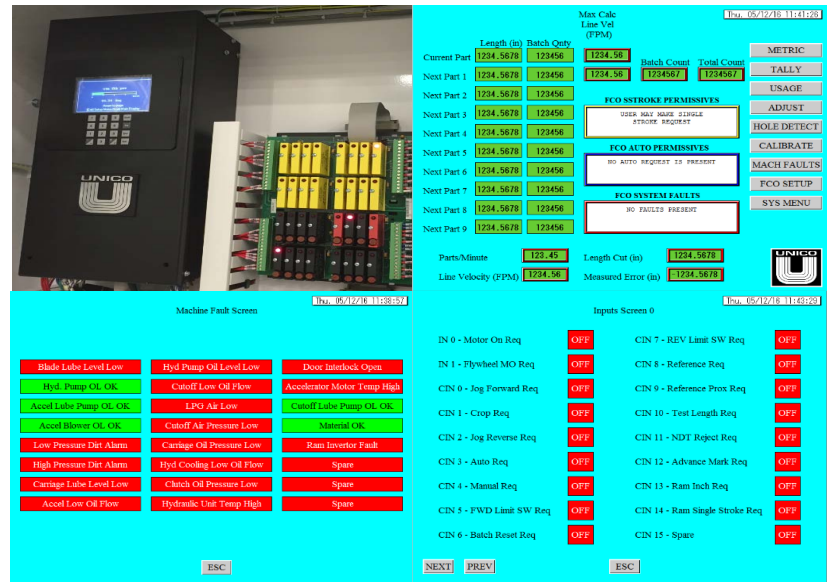 UNICO
Thu. 05/12/16 11:41:26
Max Calc
Line Vel
(FPM)
Length (in) Batch Qnty
Current Part 1234.5678 123456 1234.56
Batch Count Total Count
Next Part 1 1234.5678 123456 1234.56 1234567 1234567
Next Part 2 1234.5678 123456
Next Part 3 1234.5678 123456
Next Part 4 1234.5678 123456
Next Part 5 1234.5678 123456
Next Part 6 1234.5678 123456
Next Part 7 1234.5678 123456
Next Part 8 1234.5678 123456
Next Part 9 1234.5678 123456
FCO SSTROKE PERMISSIVES
USER MAY MAKE SINGLE
STROKE REQUEST
FCO AUTO PERMISSIVES
NO AUTO REQUEST IS PRESENT
FCO SYSTEM FAULTS
NO FAULTS PRESENT
METRIC
TALLY
USAGE
ADJUST
HOLE DETECT
CALIBRATE
MACH FAULTS
FCO SETUP
SYS MENU
Parts/Minute 123.45 Length Cut (in) 1234.5678
Line Velocity (FPM) 1234.56 Measured Error (in) -1234.5678
UNICO
Thu. 05/12/16 11:38:57
Machine Fault Screen
Blade Lube Level Low Hyd Pump Oil Level Low Door Interlock Open
Hyd. Pump OL OK Cutoff Low Oil Flow Accelerator Motor Temp High
Accel Lube Pump OL OK LPG Air Low Cutoff Lube Pump OL OK
Accel Blower OL OK Cutoff Air Pressure Low Material OK
Low Pressure Dirt Alarm Carriage Oil Pressure Low Ram Invertor Fault
High Pressure Dirt Alarm Hyd Cooling Low Oil Flow Spare
Carriage Lube Level Low Clutch Oil Pressure Low Spare
Accel Low Oil Flow Hydraulic Unit Temp High Spare
ESC
Thu. 05/12/16 11:43:29
Inputs Screen 0
IN 0 - Motor On Req OFF CIN 7 - REV Limit SW Req OFF
IN 1 - Flywheel MO Req OFF CIN 8 - Reference Req OFF
CIN 0 - Jog Forward Req OFF CIN 9 - Reference Prox Req OFF
CIN 1 - Crop Req OFF CIN 10 - Test Length Req OFF
CIN 2 - Jog Reverse Req OFF CIN 11 - NDT Reject Req OFF
CIN 3 - Auto Req OFF CIN 12 - Advance Mark Req OFF
CIN 4 - Manual Req OFF CIN 13 - Ram Inch Req OFF
CIN 5 - FWD Limit SW Req OFF CIN 14 - Ram Single Stroke Req OFF
CIN 6 - Batch Reset Req OFF CIN 15 - Spare OFF
NEXT PREV ESC